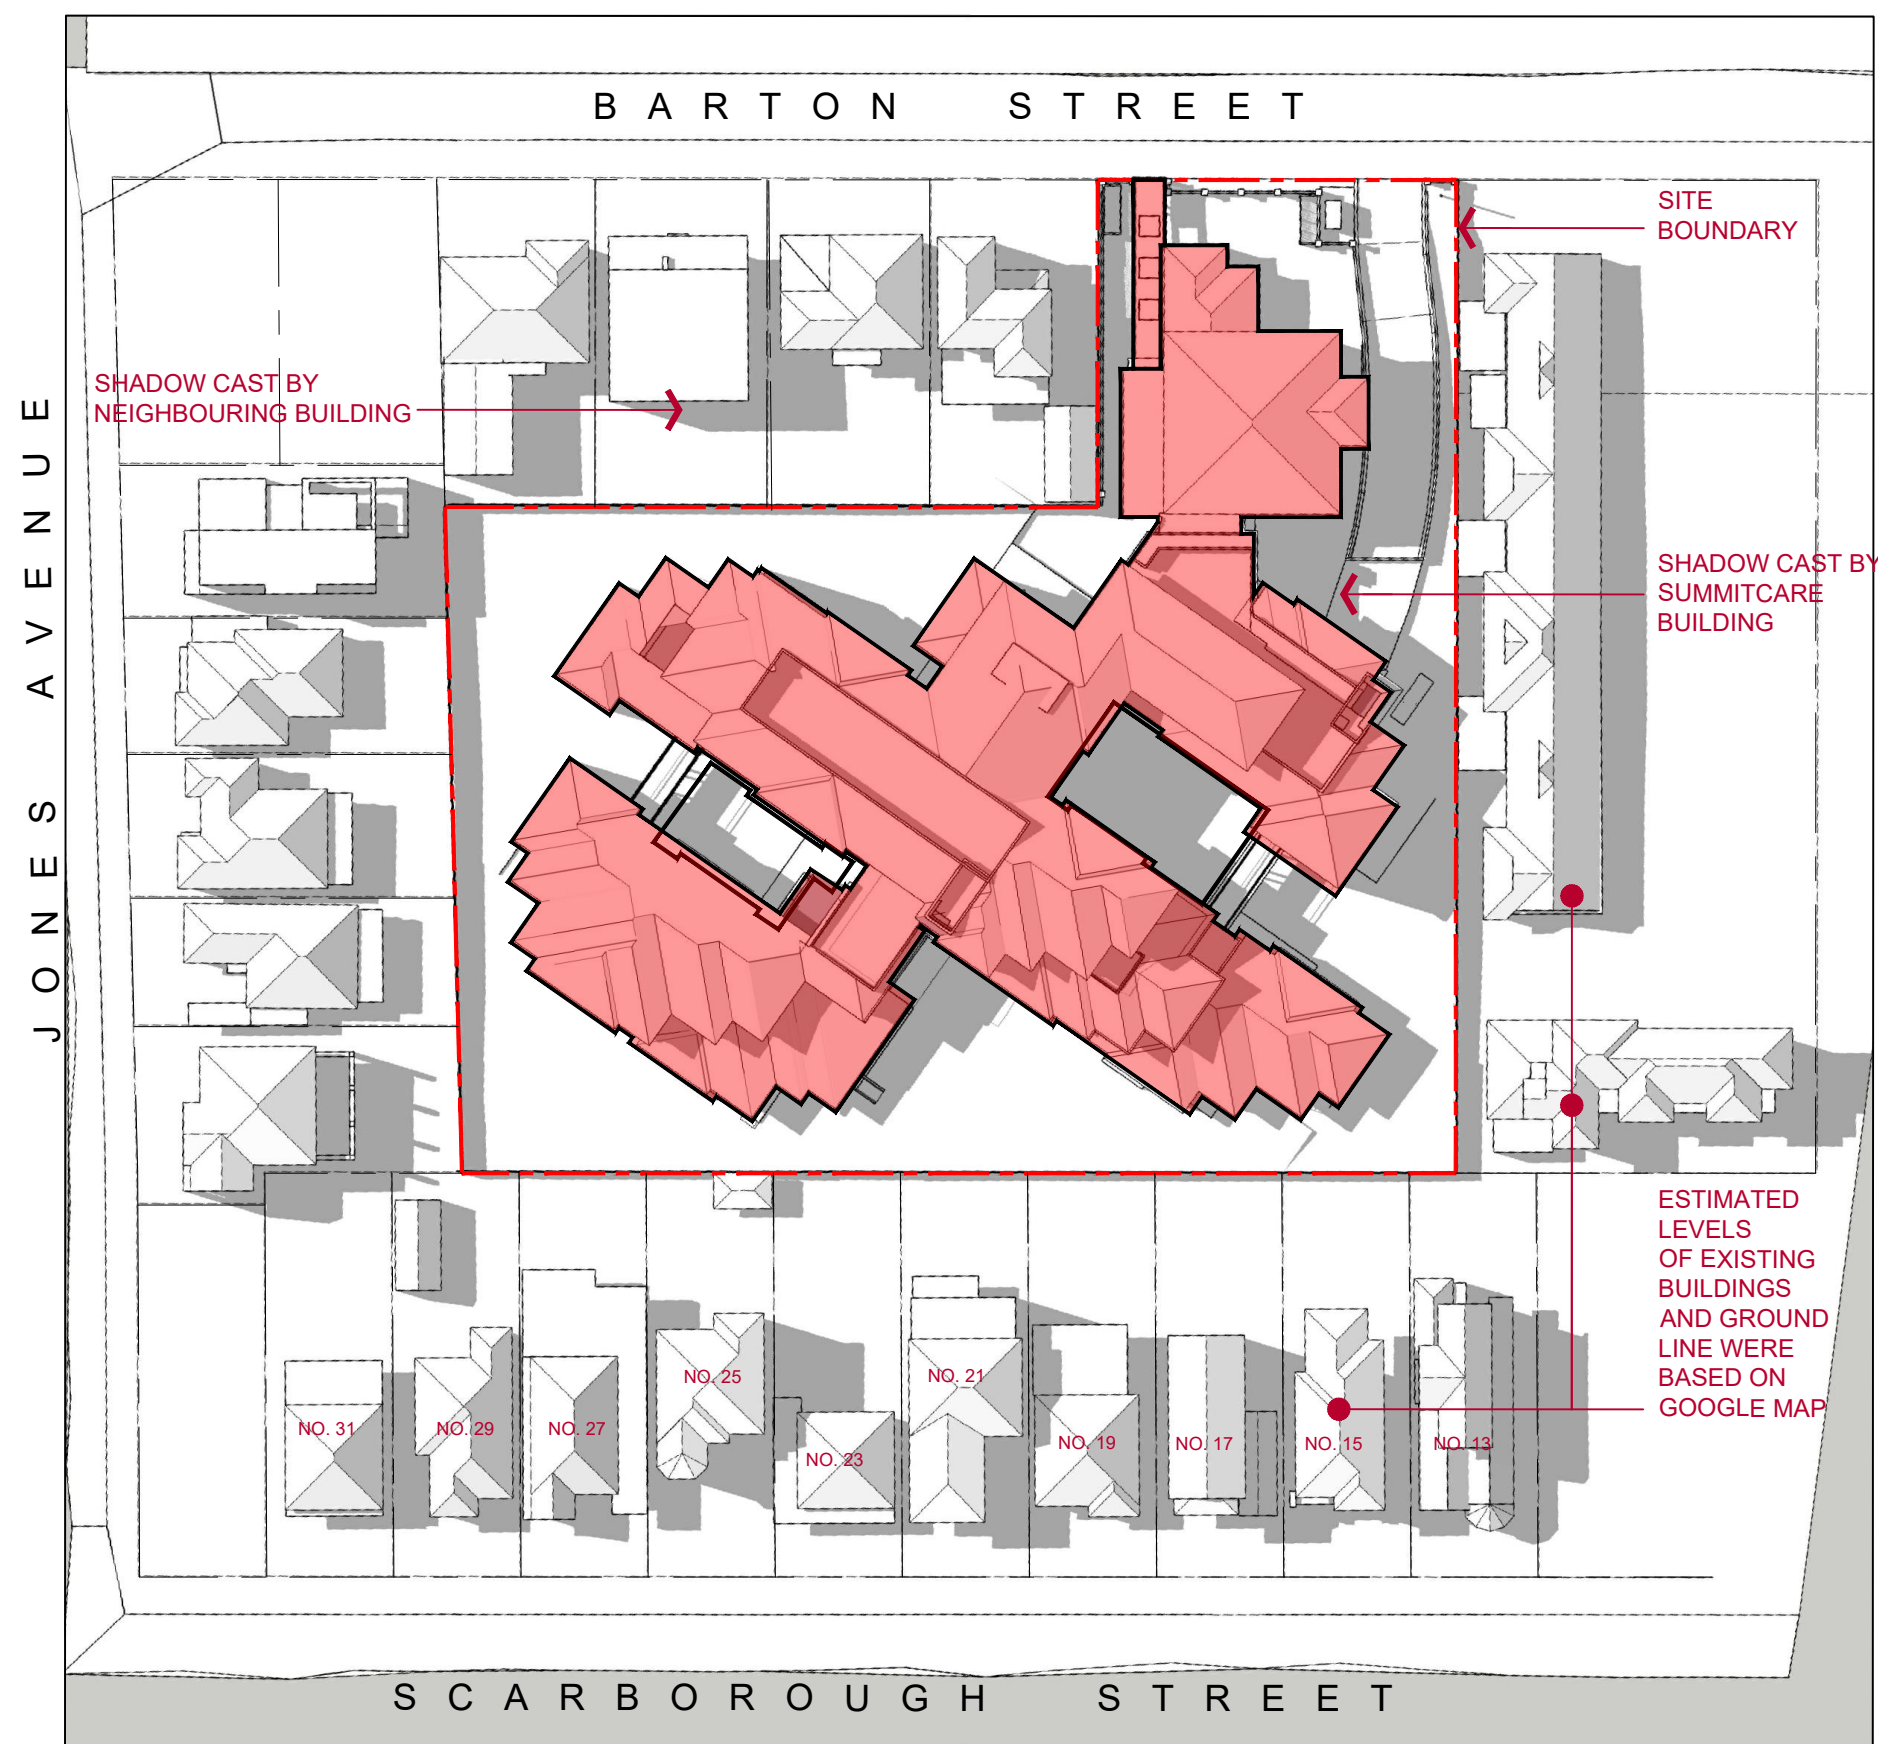 BARTON STREET
SITE
BOUNDARY
SHADOW CAST BY
NEIGHBOURING BUILDING
JONES AVENUE
SHADOW CAST BY
SUMMITCARE
BUILDING
ESTIMATED
LEVELS
OF EXISTING
BUILDINGS
AND GROUND
LINE WERE
BASED ON
GOOGLE MAP
NO. 31
NO. 29
NO. 27
NO. 25
NO. 23
NO. 21
NO. 19
NO. 17
NO. 15
NO. 13
SCARBOROUGH STREET